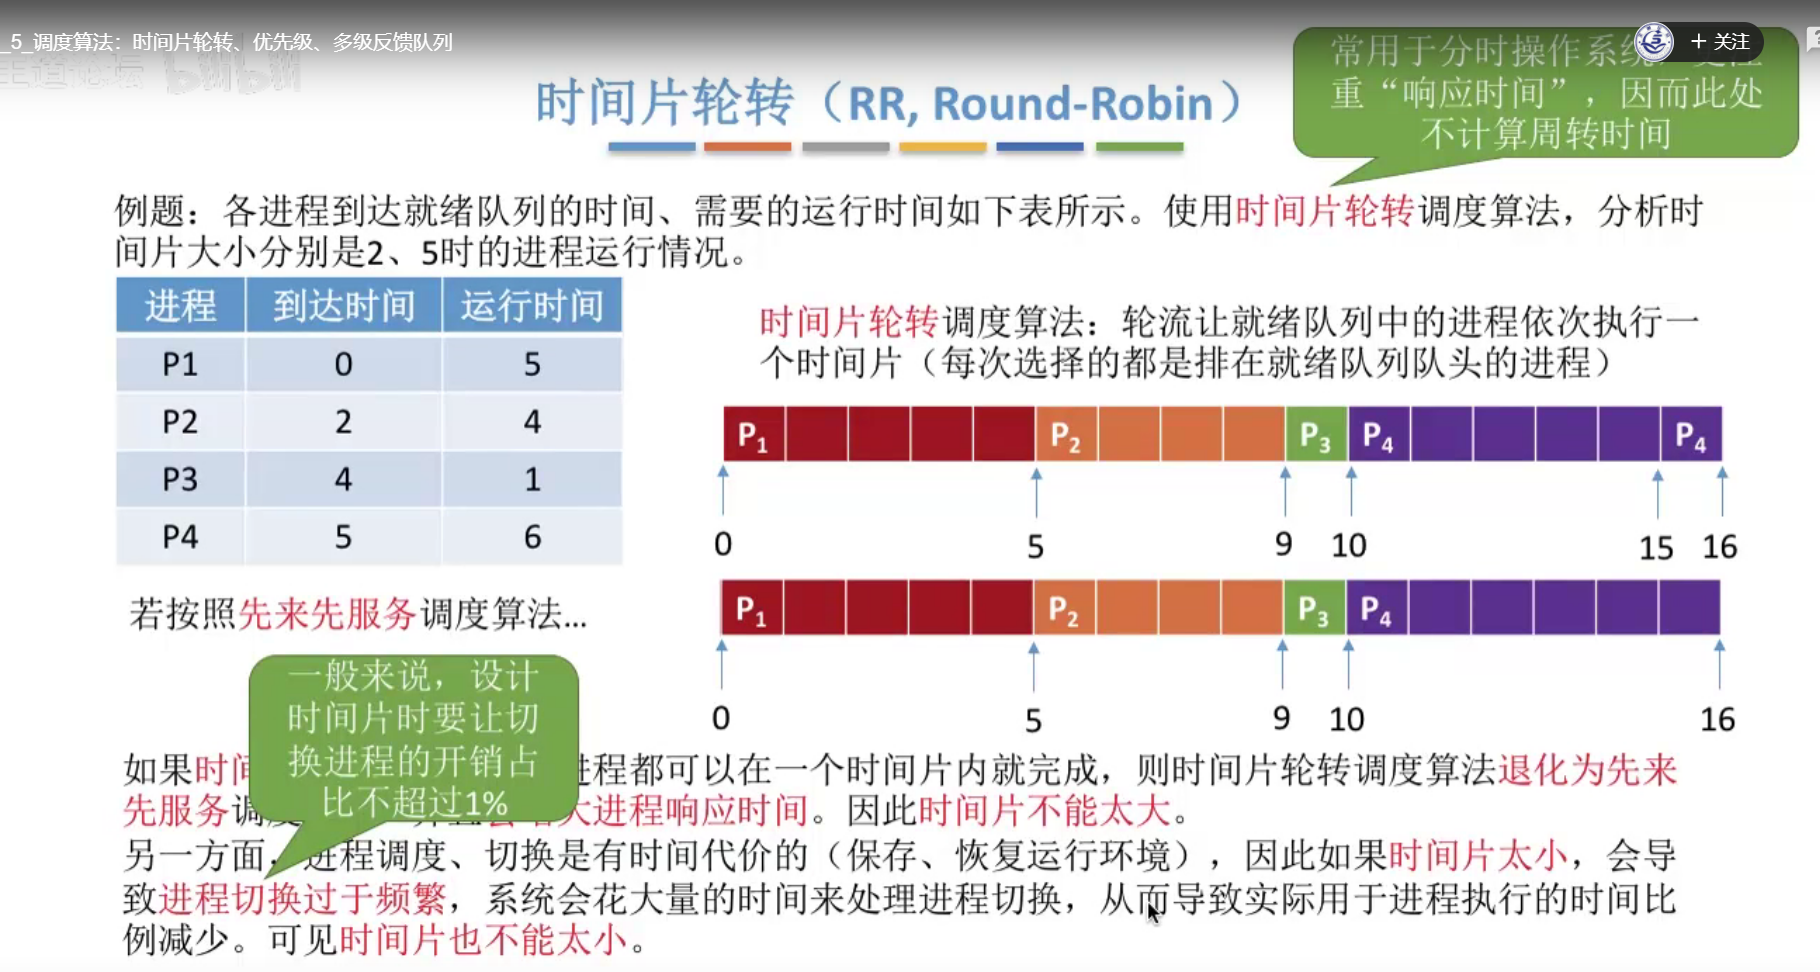 _5_调度算法：时间片轮转、优先级、多级反馈队列
王道论坛 bilibili
+ 关注
时间片轮转（RR, Round-Robin）
常用于分时操作系统，更注
重“响应时间”，因而此处
不计算周转时间
例题：各进程到达就绪队列的时间、需要的运行时间如下表所示。使用时间片轮转调度算法，分析时
间片大小分别是2、5时的进程运行情况。
进程 到达时间 运行时间
P1 0 5
P2 2 4
P3 4 1
P4 5 6
时间片轮转调度算法：轮流让就绪队列中的进程依次执行一
个时间片（每次选择的都是排在就绪队列队头的进程）
P1 P2 P3 P4 P4
0 5 9 10 15 16
若按照先来先服务调度算法...
P1 P2 P3 P4
0 5 9 10 16
一般来说，设计
时间片时要让切
换进程的开销占
比不超过1%
如果时间 进程都可以在一个时间片内就完成，则时间片轮转调度算法退化为先来
先服务调度 大进程响应时间。因此时间片不能太大。
另一方面，进程调度、切换是有时间代价的（保存、恢复运行环境），因此如果时间片太小，会导
致进程切换过于频繁，系统会花大量的时间来处理进程切换，从而导致实际用于进程执行的时间比
例减少。可见时间片也不能太小。